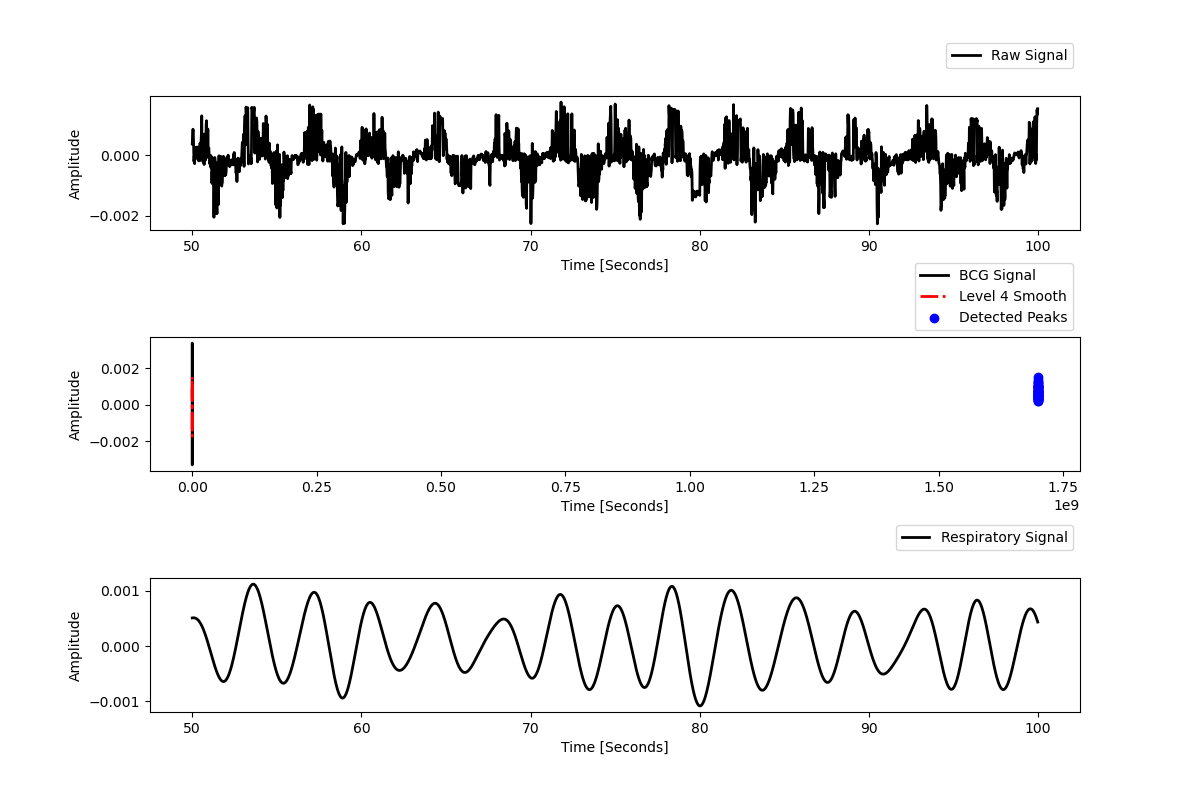 Raw Signal
Amplitude
0.000
−0.002
50 60 70 80 90 100
Time [Seconds]
BCG Signal
Level 4 Smooth
Detected Peaks
Amplitude
0.002
0.000
−0.002
0.00 0.25 0.50 0.75 1.00 1.25 1.50 1.75
1e9
Time [Seconds]
Respiratory Signal
Amplitude
0.001
0.000
−0.001
50 60 70 80 90 100
Time [Seconds]